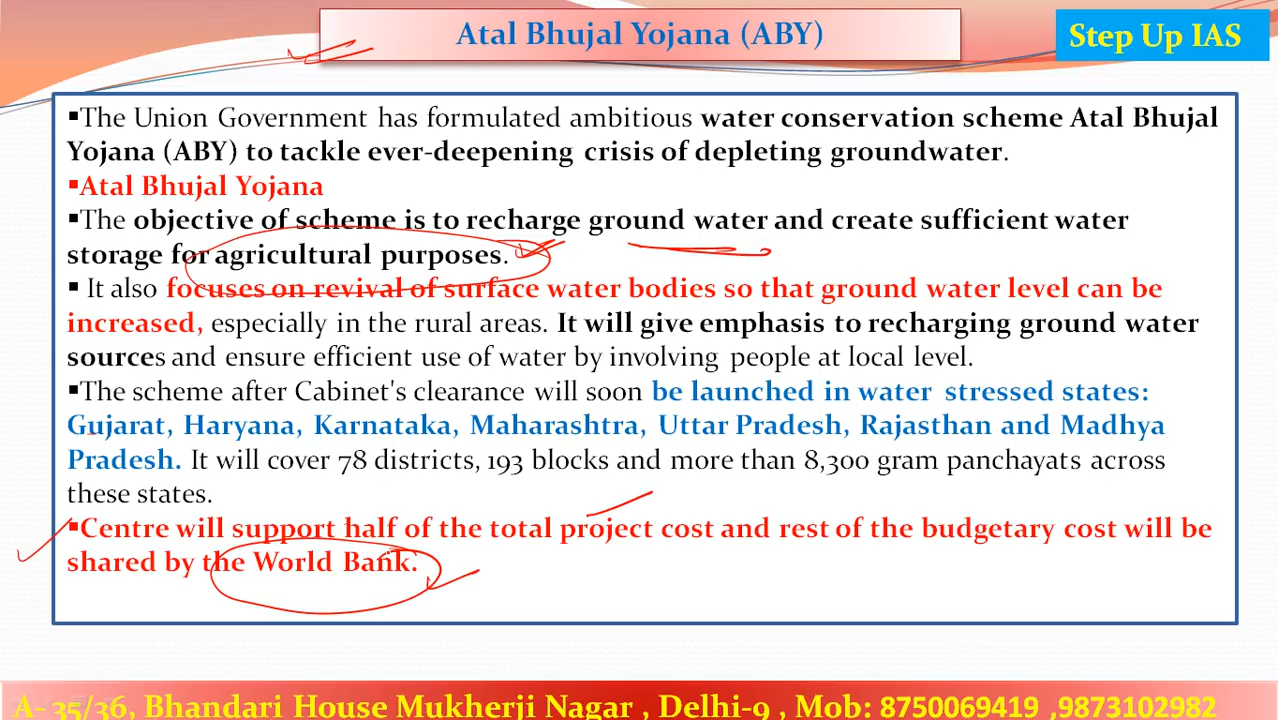 Atal Bhujal Yojana (ABY)
Step Up IAS
▪The Union Government has formulated ambitious water conservation scheme Atal Bhujal
Yojana (ABY) to tackle ever-deepening crisis of depleting groundwater.
▪Atal Bhujal Yojana
▪The objective of scheme is to recharge ground water and create sufficient water
storage for agricultural purposes.
▪ It also focuses on revival of surface water bodies so that ground water level can be
increased, especially in the rural areas. It will give emphasis to recharging ground water
sources and ensure efficient use of water by involving people at local level.
▪The scheme after Cabinet's clearance will soon be launched in water stressed states:
Gujarat, Haryana, Karnataka, Maharashtra, Uttar Pradesh, Rajasthan and Madhya
Pradesh. It will cover 78 districts, 193 blocks and more than 8,300 gram panchayats across
these states.
▪Centre will support half of the total project cost and rest of the budgetary cost will be
shared by the World Bank.
A- 35/36, Bhandari House Mukherji Nagar , Delhi-9 , Mob: 8750069419 ,9873102982